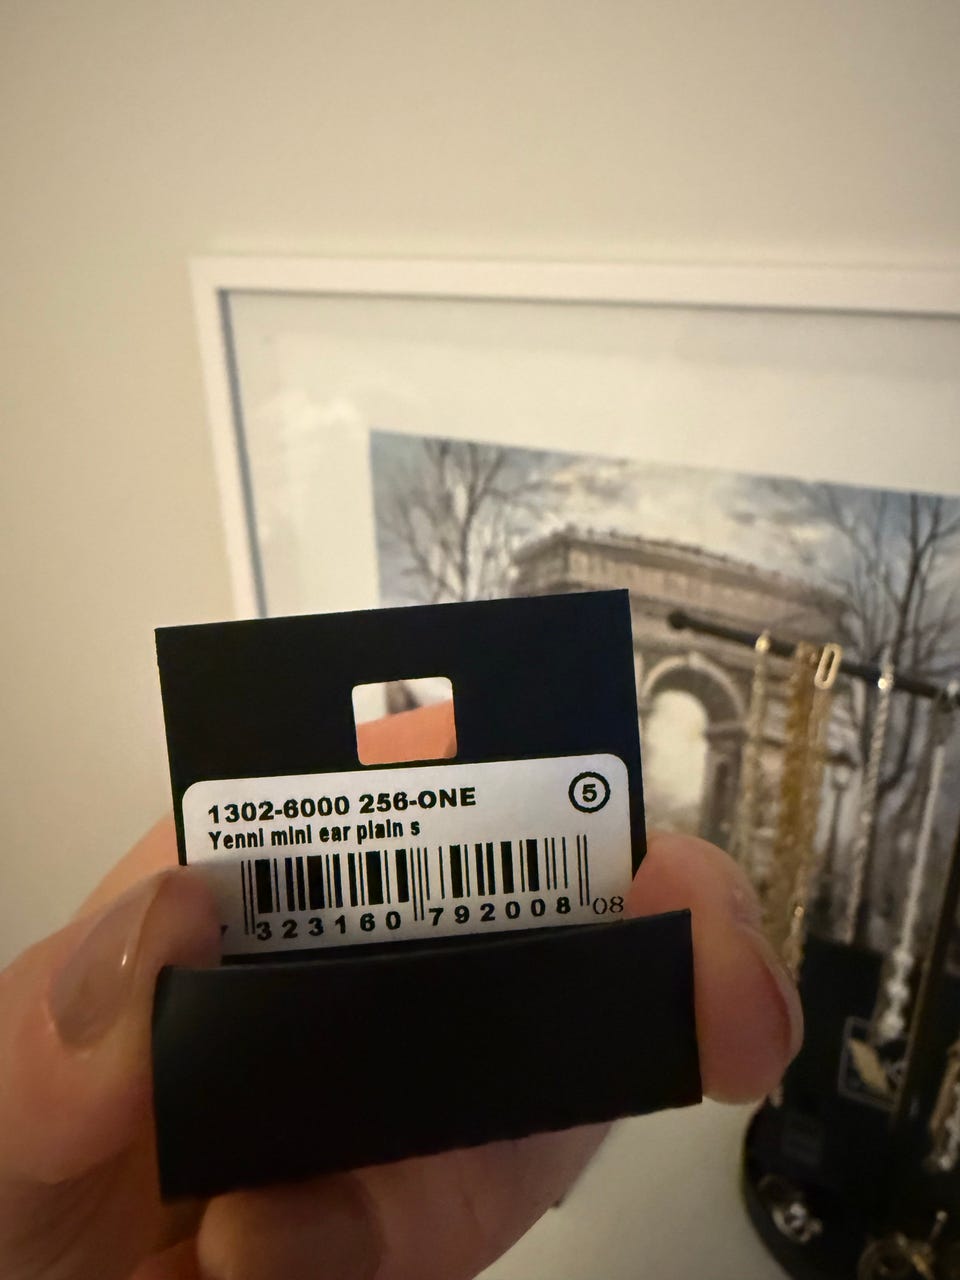 1302-6000 256-ONE
5
Yenni mini ear plain s
323160 792008 08